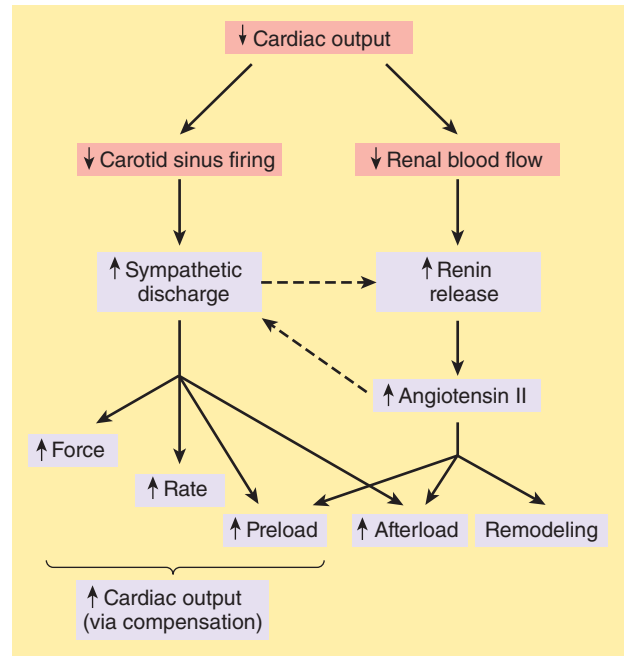 ↓ Cardiac output
↓ Carotid sinus firing
↓ Renal blood flow
↑ Sympathetic
discharge
↑ Renin
release
↑ Angiotensin II
↑ Force
↑ Rate
↑ Preload
↑ Afterload
Remodeling
↑ Cardiac output
(via compensation)